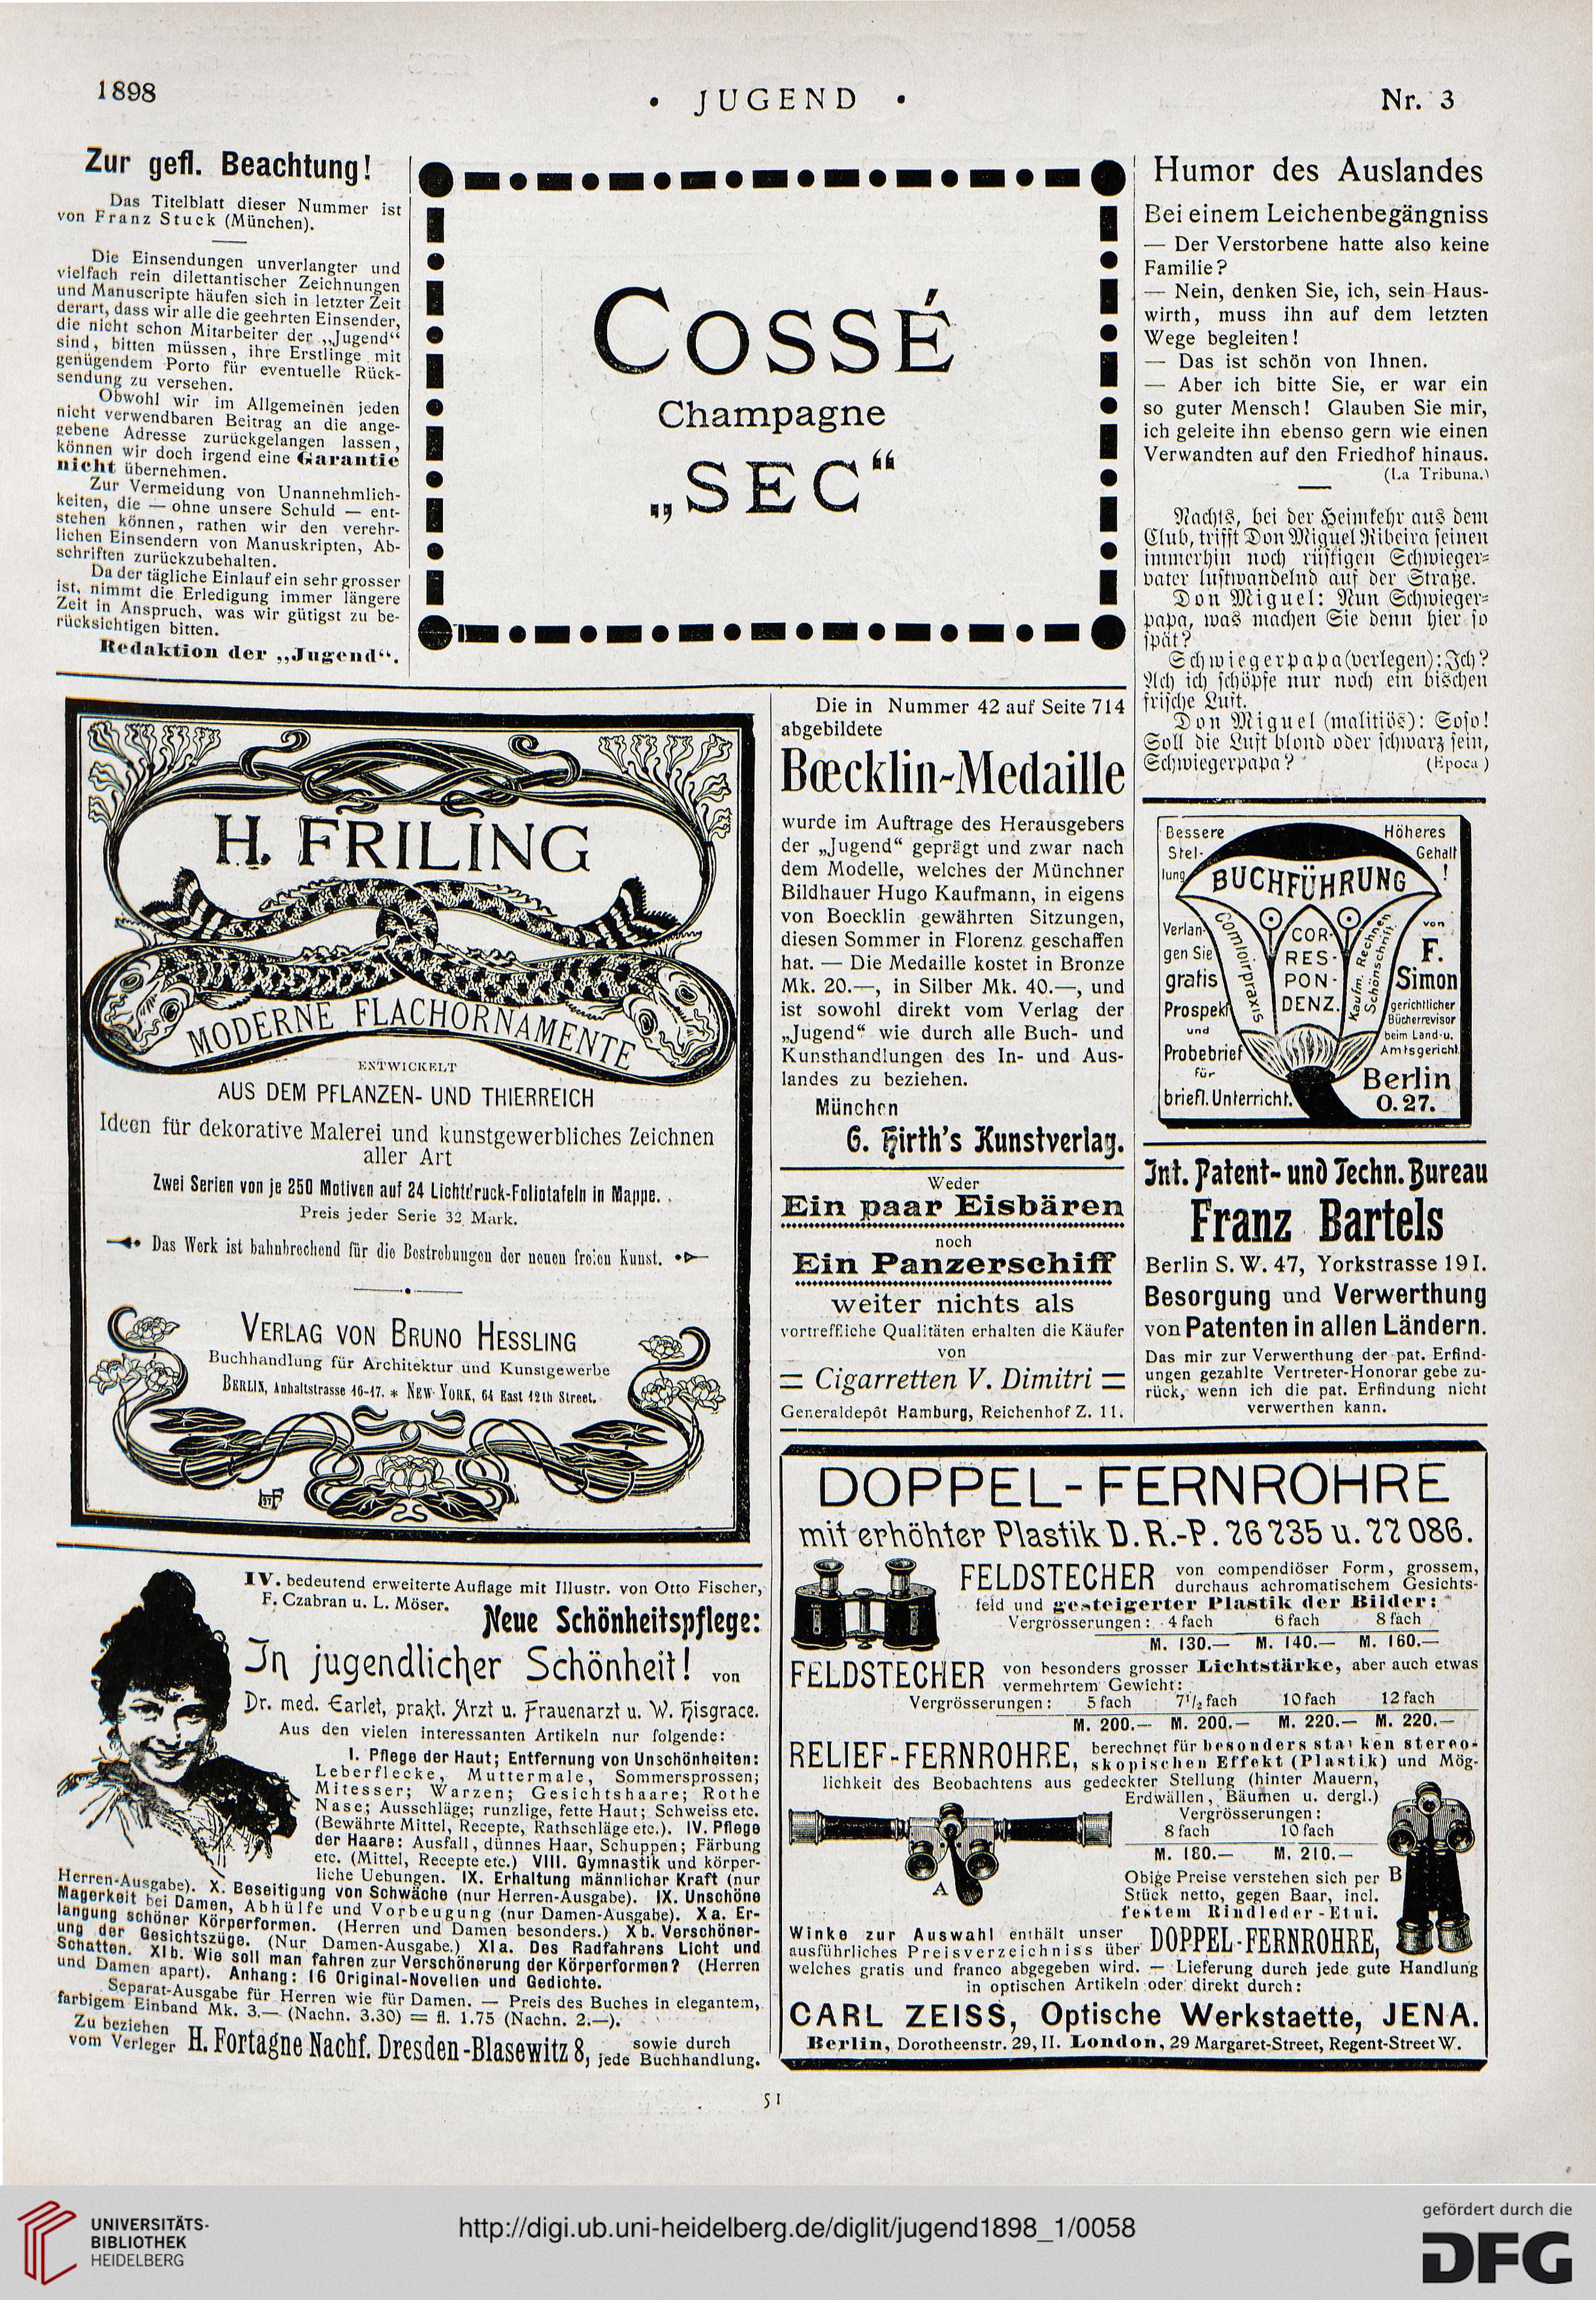 1898
• JUGEND •
Nr. 3
Zur gefl. Beachtung!
Das Titelblatt dieser Nummer ist
von Franz Stuck (München).
Die Einsendungen unverlangter und
vielfach rein dilettantischer Zeichnungen
und Manuscripte häufen sich in letzter Zeit
derart, dass wir alle die geehrten Einsender,
die nicht schon Mitarbeiter der „Jugend“
sind, bitten müssen, ihre Erstlinge mit
genügendem Porto für eventuelle Rück-
sendung zu versehen.
Obwohl wir im Allgemeinen jeden
nicht verwendbaren Beitrag an die ange-
gebene Adresse zurückgelangen lassen,
können wir doch irgend eine Garantie
nicht übernehmen.
Zur Vermeidung von Unannehmlich-
keiten, die — ohne unsere Schuld — ent-
stehen können, rathen wir den verehr-
lichen Einsendern von Manuskripten, Ab-
schriften zurückzubehalten.
Da der tägliche Einlauf ein sehr grosser
ist, nimmt die Erledigung immer längere
Zeit in Anspruch, was wir gütigst zu be-
rücksichtigen bitten.
Redaktion der „Jugend“.
COSSÉ
Champagne
„SEC“
Humor des Auslandes
Bei einem Leichenbegängniss
— Der Verstorbene hatte also keine
Familie?
— Nein, denken Sie, ich, sein Haus-
wirth, muss ihn auf dem letzten
Wege begleiten!
— Das ist schön von Ihnen.
— Aber ich bitte Sie, er war ein
so guter Mensch! Glauben Sie mir,
ich geleite ihn ebenso gern wie einen
Verwandten auf den Friedhof hinaus.
(La Tribuna.)
Nachts, bei der Heimkehr aus dem
Club, trifft Don Miguel Ribeira seinen
immerhin noch rüstigen Schwieger-
vater lustwandelnd auf der Straße.
Don Miguel: Nun Schwieger-
papa, was machen Sie denn hier so
spät?
Schwiegerpapa (verlegen): Ich?
Ach ich schöpfe nur noch ein bischen
frische Luft.
Don Miguel (malitiös): Soso!
Soll die Luft blond oder schwarz sein,
Schwiegerpapa? (Epoca)
H. FRILING
MODERNE FLACHORNAMENTE
ENTWICKELT
AUS DEM PFLANZEN- UND THIERREICH
Ideen für dekorative Malerei und kunstgewerbliches Zeichnen
aller Art
Zwei Serien von je 250 Motiven auf 24 Lichtdruck-Foliotafeln in Mappe.
Preis jeder Serie 32 Mark.
Das Werk ist bahnbrechend für die Bestrebungen der neuen freien Kunst.
VERLAG VON BRUNO HESSLING
Buchhandlung für Architektur und Kunstgewerbe
BERLIN, Anhaltstrasse 16-17. * NEW YORK, 64 East 12th Street.
Die in Nummer 42 auf Seite 714
abgebildete
Bœcklin-Medaille
wurde im Auftrage des Herausgebers
der „Jugend“ geprägt und zwar nach
dem Modelle, welches der Münchner
Bildhauer Hugo Kaufmann, in eigens
von Boecklin gewährten Sitzungen,
diesen Sommer in Florenz geschaffen
hat. — Die Medaille kostet in Bronze
Mk. 20.—, in Silber Mk. 40.—, und
ist sowohl direkt vom Verlag der
„Jugend“ wie durch alle Buch- und
Kunsthandlungen des In- und Aus-
landes zu beziehen.
München
G. Hirth's Kunstverlag.
Weder
Ein paar Eisbären
noch
Ein Panzerschiff
weiter nichts als
vortreffliche Qualitäten erhalten die Käufer
von
= Cigarretten V. Dimitri =
Generaldepôt Hamburg, Reichenhof Z. 11.
Bessere
Stel-
lung
Höheres
Gehalt
!
BUCHFÜHRUNG
Verlan-
gen Sie
gratis
Prospekt
und
Probebrief
für
briefl. Unterricht.
Comtoirpraxis
COR-
RES-
PON-
DENZ.
Kaufm. Rechnen
Schönschrift.
von
F.
Simon
gerichtlicher
Bücherrevisor
beim Land-u.
Amtsgericht
Berlin
O. 27.
Int. Patent- und Techn. Bureau
Franz Bartels
Berlin S. W. 47, Yorkstrasse 19 I.
Besorgung und Verwerthung
von Patenten in allen Ländern.
Das mir zur Verwerthung der pat. Erfind-
ungen gezahlte Vertreter-Honorar gebe zu-
rück, wenn ich die pat. Erfindung nicht
verwerthen kann.
IV. bedeutend erweiterte Auflage mit Illustr. von Otto Fischer,
F. Czabran u. L. Möser.
Neue Schönheitspflege:
In jugendlicher Schönheit! von
Dr. med. Earlet, prakt. Arzt u. Frauenarzt u. W. Hisgrace.
Aus den vielen interessanten Artikeln nur folgende:
I. Pflege der Haut; Entfernung von Unschönheiten:
Leberflecke, Muttermale, Sommersprossen;
Mitesser; Warzen; Gesichtshaare; Rothe
Nase; Ausschläge; runzlige, fette Haut; Schweiss etc.
(Bewährte Mittel, Recepte, Rathschläge etc.). IV. Pflege
der Haare: Ausfall, dünnes Haar, Schuppen; Färbung
etc. (Mittel, Recepte etc.) VIII. Gymnastik und körper-
liche Uebungen. IX. Erhaltung männlicher Kraft (nur
Herren-Ausgabe). X. Beseitigung von Schwäche (nur Herren-Ausgabe). IX. Unschöne
Magerkeit bei Damen, Abhülfe und Vorbeugung (nur Damen-Ausgabe). Xa. Er-
langung schöner Körperformen. (Herren und Damen besonders.) Xb. Verschöner-
ung der Gesichtszüge. (Nur Damen-Ausgabe.) XIa. Des Radfahrens Licht und
Schatten. XIb. Wie soll man fahren zur Verschönerung der Körperformen? (Herren
und Damen apart). Anhang: 16 Original-Novellen und Gedichte.
Separat-Ausgabe für Herren wie für Damen. — Preis des Buches in elegantem,
farbigem Einband Mk. 3.— (Nachn. 3.30) = fl. 1.75 (Nachn. 2.—).
Zu beziehen
vom Verleger H. Fortagne Nachf. Dresden-Blasewitz 8, sowie durch
jede Buchhandlung.
DOPPEL-FERNROHRE
mit erhöhter Plastik D. R.-P. 76 735 u. 77 086.
FELDSTECHER von compendiöser Form, grossem,
durchaus achromatischem Gesichts-
feld und gesteigerter Plastik der Bilder:
Vergrösserungen: 4 fach 6 fach 8 fach
M. 130.— M. 140.— M. 160.—
FELDSTECHER von besonders grosser Lichtstärke, aber auch etwas
vermehrtem Gewicht:
Vergrösserungen: 5 fach 7 1/2 fach 10 fach 12 fach
M. 200.— M. 200.— M. 220.— M. 220.—
RELIEF-FERNROHRE, berechnet für besonders starken stereo-
skopischen Effekt (Plastik) und Mög-
lichkeit des Beobachtens aus gedeckter Stellung (hinter Mauern,
Erdwällen, Bäumen u. dergl.)
Vergrösserungen:
8 fach 10 fach
M. 180.— M. 210.—
A
B
Obige Preise verstehen sich per
Stück netto, gegen Baar, incl.
festem Rindleder-Etui.
Winke zur Auswahl enthält unser
ausführliches Preisverzeichniss über DOPPEL-FERNROHRE,
welches gratis und franco abgegeben wird. — Lieferung durch jede gute Handlung
in optischen Artikeln oder direkt durch:
CARL ZEISS, Optische Werkstaette, JENA.
Berlin, Dorotheenstr. 29, II. London, 29 Margaret-Street, Regent-Street W.
51
UNIVERSITÄTS-
BIBLIOTHEK
HEIDELBERG
http://digi.ub.uni-heidelberg.de/diglit/jugend1898_1/0058
gefördert durch die
DFG